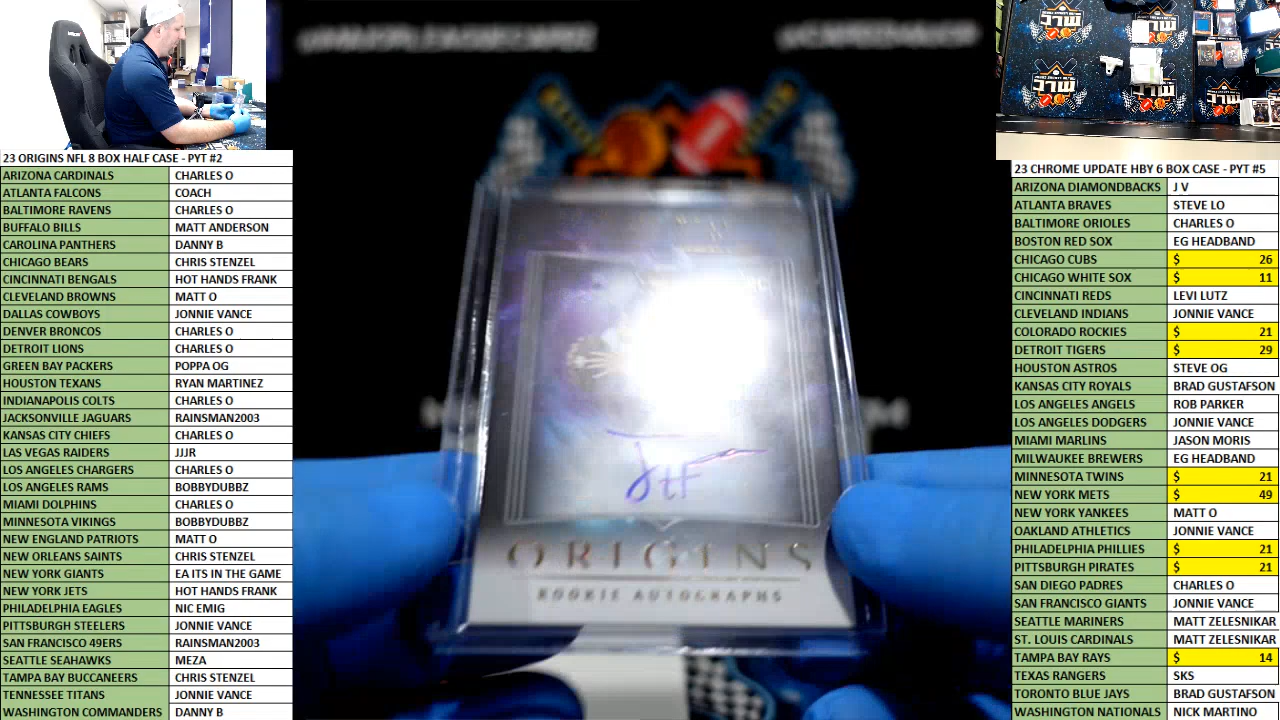 23 ORIGINS NFL 8 BOX HALF CASE - PYT #2
ARIZONA CARDINALS CHARLES O
ATLANTA FALCONS COACH
BALTIMORE RAVENS CHARLES O
BUFFALO BILLS MATT ANDERSON
CAROLINA PANTHERS DANNY B
CHICAGO BEARS CHRIS STENZEL
CINCINNATI BENGALS HOT HANDS FRANK
CLEVELAND BROWNS MATT O
DALLAS COWBOYS JONNIE VANCE
DENVER BRONCOS CHARLES O
DETROIT LIONS CHARLES O
GREEN BAY PACKERS POPPA OG
HOUSTON TEXANS RYAN MARTINEZ
INDIANAPOLIS COLTS CHARLES O
JACKSONVILLE JAGUARS RAINSMAN2003
KANSAS CITY CHIEFS CHARLES O
LAS VEGAS RAIDERS JJJR
LOS ANGELES CHARGERS CHARLES O
LOS ANGELES RAMS BOBBYDUBBZ
MIAMI DOLPHINS CHARLES O
MINNESOTA VIKINGS BOBBYDUBBZ
NEW ENGLAND PATRIOTS MATT O
NEW ORLEANS SAINTS CHRIS STENZEL
NEW YORK GIANTS EA ITS IN THE GAME
NEW YORK JETS HOT HANDS FRANK
PHILADELPHIA EAGLES NIC EMIG
PITTSBURGH STEELERS JONNIE VANCE
SAN FRANCISCO 49ERS RAINSMAN2003
SEATTLE SEAHAWKS MEZA
TAMPA BAY BUCCANEERS CHRIS STENZEL
TENNESSEE TITANS JONNIE VANCE
WASHINGTON COMMANDERS DANNY B
ORIGINS
ROOKIE AUTOGRAPHS
23 CHROME UPDATE HBY 6 BOX CASE - PYT #5
ARIZONA DIAMONDBACKS J V
ATLANTA BRAVES STEVE LO
BALTIMORE ORIOLES CHARLES O
BOSTON RED SOX EG HEADBAND
CHICAGO CUBS $ 26
CHICAGO WHITE SOX $ 11
CINCINNATI REDS LEVI LUTZ
CLEVELAND INDIANS JONNIE VANCE
COLORADO ROCKIES $ 21
DETROIT TIGERS $ 29
HOUSTON ASTROS STEVE OG
KANSAS CITY ROYALS BRAD GUSTAFSON
LOS ANGELES ANGELS ROB PARKER
LOS ANGELES DODGERS JONNIE VANCE
MIAMI MARLINS JASON MORIS
MILWAUKEE BREWERS EG HEADBAND
MINNESOTA TWINS $ 21
NEW YORK METS $ 49
NEW YORK YANKEES MATT O
OAKLAND ATHLETICS JONNIE VANCE
PHILADELPHIA PHILLIES $ 21
PITTSBURGH PIRATES $ 21
SAN DIEGO PADRES CHARLES O
SAN FRANCISCO GIANTS JONNIE VANCE
SEATTLE MARINERS MATT ZELESNIKAR
ST. LOUIS CARDINALS MATT ZELESNIKAR
TAMPA BAY RAYS $ 14
TEXAS RANGERS SKS
TORONTO BLUE JAYS BRAD GUSTAFSON
WASHINGTON NATIONALS NICK MARTINO